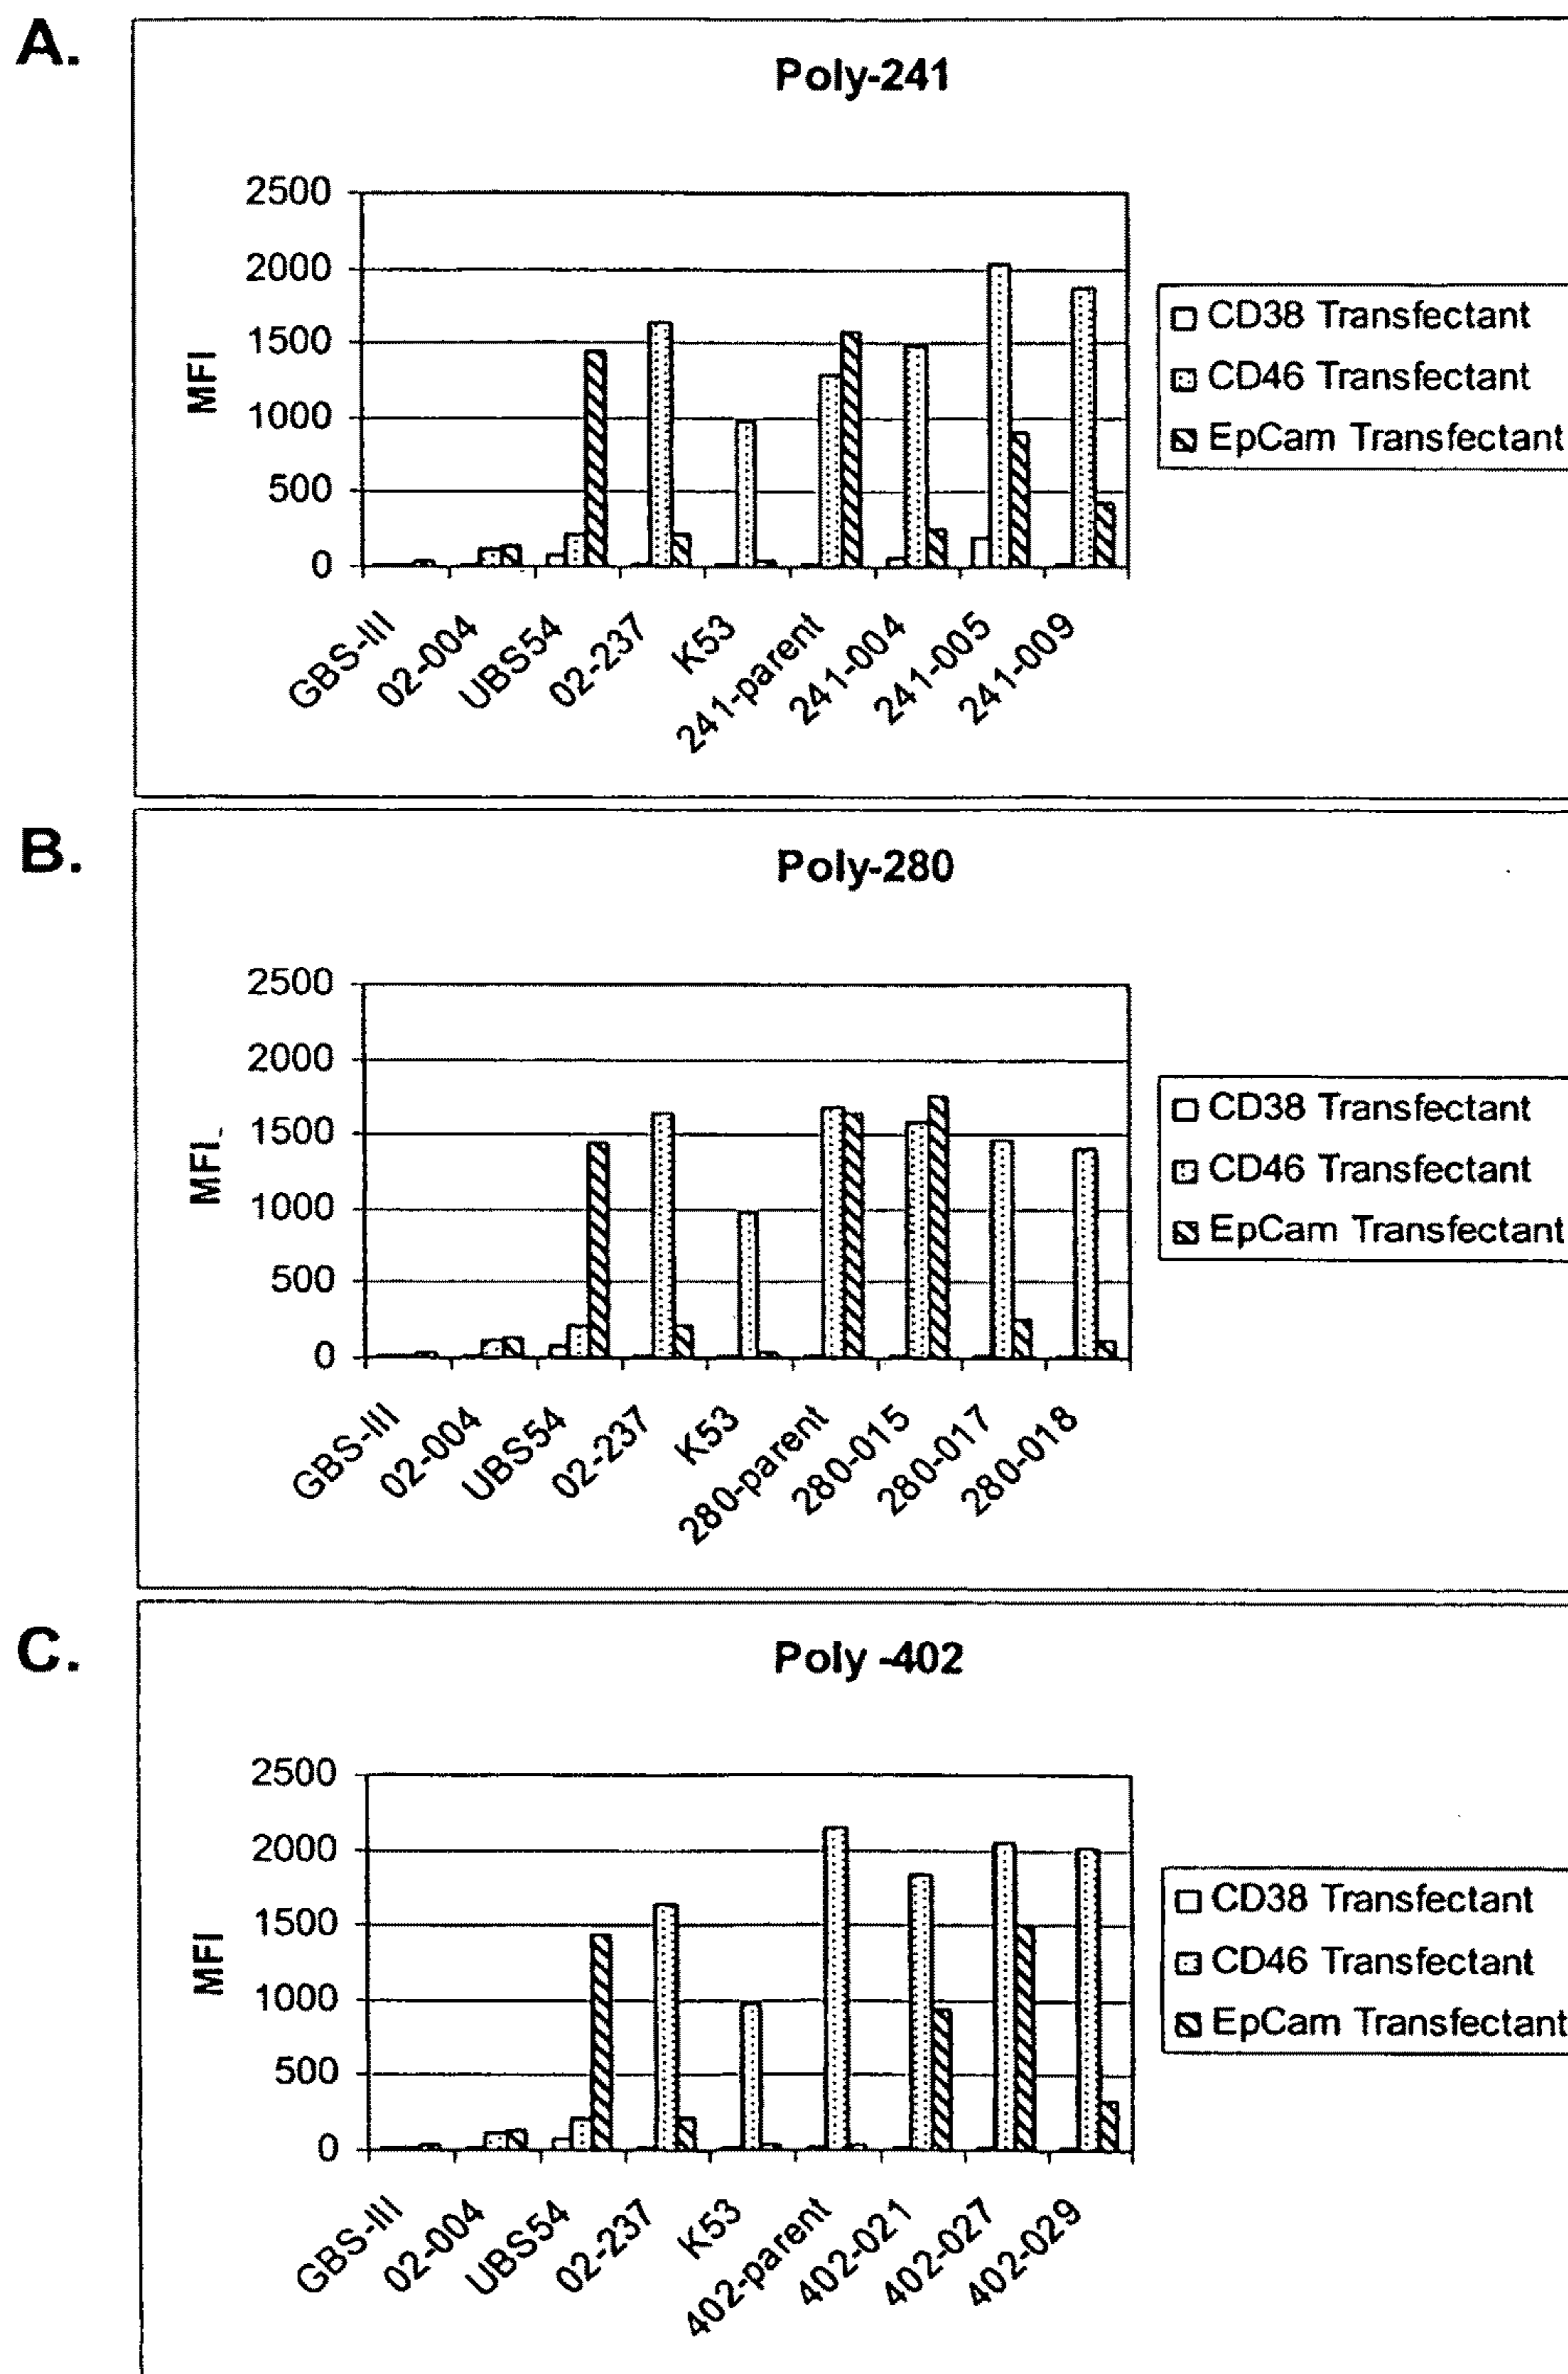 A.
Poly-241
2500
2000
1500
1000
500
0
MFI
GBS-III
02-004
UBS54
02-237
K53
241-parent
241-004
241-005
241-009
CD38 Transfectant
CD46 Transfectant
EpCam Transfectant
B.
Poly-280
2500
2000
1500
1000
500
0
MFI
GBS-III
02-004
UBS54
02-237
K53
280-parent
280-015
280-017
280-018
CD38 Transfectant
CD46 Transfectant
EpCam Transfectant
C.
Poly -402
2500
2000
1500
1000
500
0
MFI
GBS-III
02-004
UBS54
02-237
K53
402-parent
402-021
402-027
402-029
CD38 Transfectant
CD46 Transfectant
EpCam Transfectant